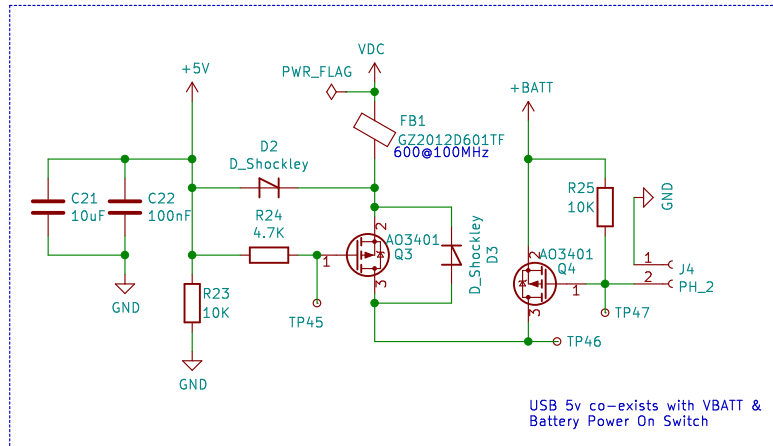 VDC
+5V
PWR_FLAG
+BATT
FB1
GZ2012D601TF
600@100MHz
D2
D_Shockley
C21
10uF
C22
100nF
R25
10K
GND
R24
4.7K
2
AO3401
Q3
1
3
D_Shockley
D3
2
AO3401
Q4
1
3
1
2
J4
PH_2
GND
R23
10K
TP45
TP47
TP46
GND
USB 5v co-exists with VBATT &
Battery Power On Switch